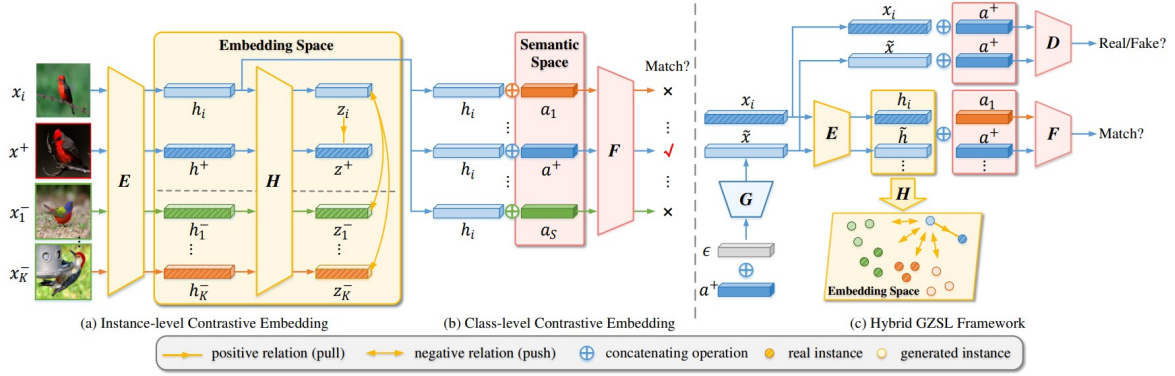 Embedding Space
x_i
x^+
x_1^-
⋮
x_K^-
E
h_i
h^+
h_1^-
⋮
h_K^-
H
z_i
z^+
z_1^-
⋮
z_K^-
(a) Instance-level Contrastive Embedding
Semantic
Space
Match?
h_i ⊕ a_1 ×
⋮ ⋮ ⋮
h_i ⊕ a^+ F √
⋮ ⋮ ⋮
h_i ⊕ a_S ×
(b) Class-level Contrastive Embedding
x_i ⊕ a^+
x̃ ⊕ a^+
D
Real/Fake?
x_i
x̃
E
h_i
h̃
⋮
⊕
a_1
a^+
⋮
F
Match?
G
ϵ
⊕
a^+
H
Embedding Space
(c) Hybrid GZSL Framework
positive relation (pull) negative relation (push) ⊕ concatenating operation real instance generated instance